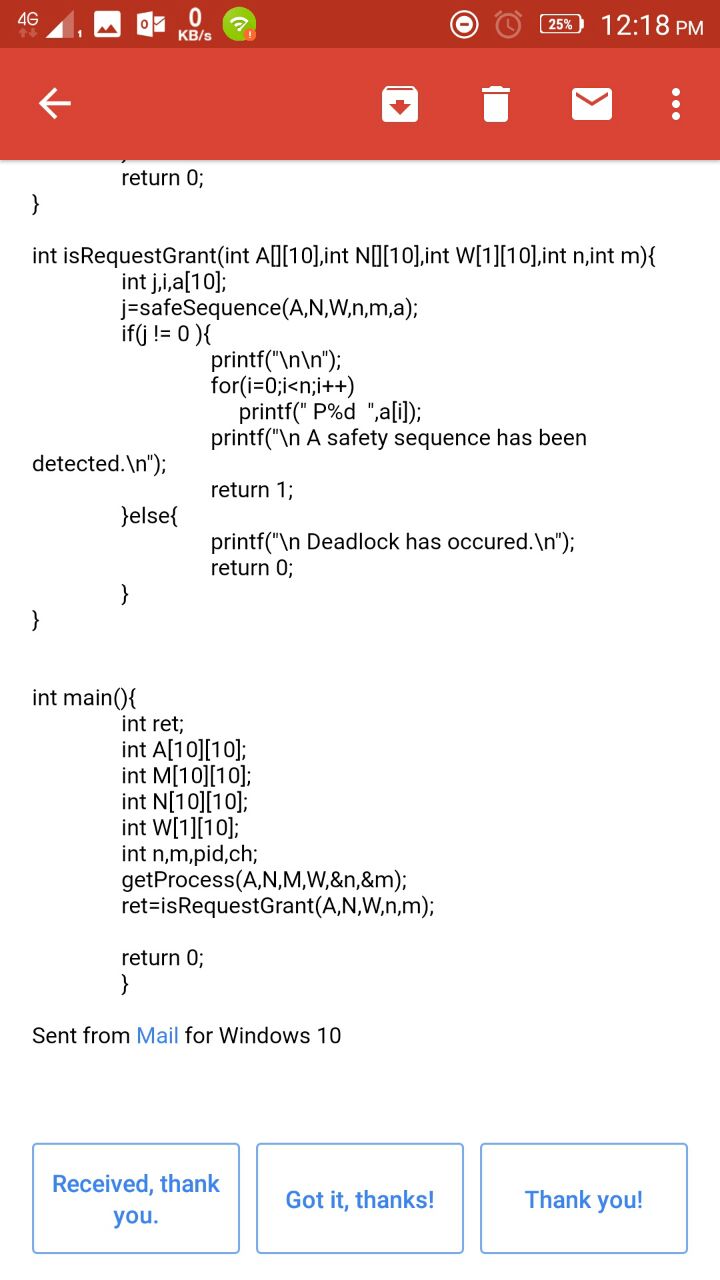 4G 1 0 KB/s 25% 12:18 PM
return 0;
}
int isRequestGrant(int A[][10],int N[][10],int W[1][10],int n,int m){
int j,i,a[10];
j=safeSequence(A,N,W,n,m,a);
if(j != 0 ){
printf("\n\n");
for(i=0;i<n;i++)
printf(" P%d  ",a[i]);
printf("\n A safety sequence has been
detected.\n");
return 1;
}else{
printf("\n Deadlock has occured.\n");
return 0;
}
}
int main(){
int ret;
int A[10][10];
int M[10][10];
int N[10][10];
int W[1][10];
int n,m,pid,ch;
getProcess(A,N,M,W,&n,&m);
ret=isRequestGrant(A,N,W,n,m);
return 0;
}
Sent from Mail for Windows 10
Received, thank
you.
Got it, thanks!
Thank you!